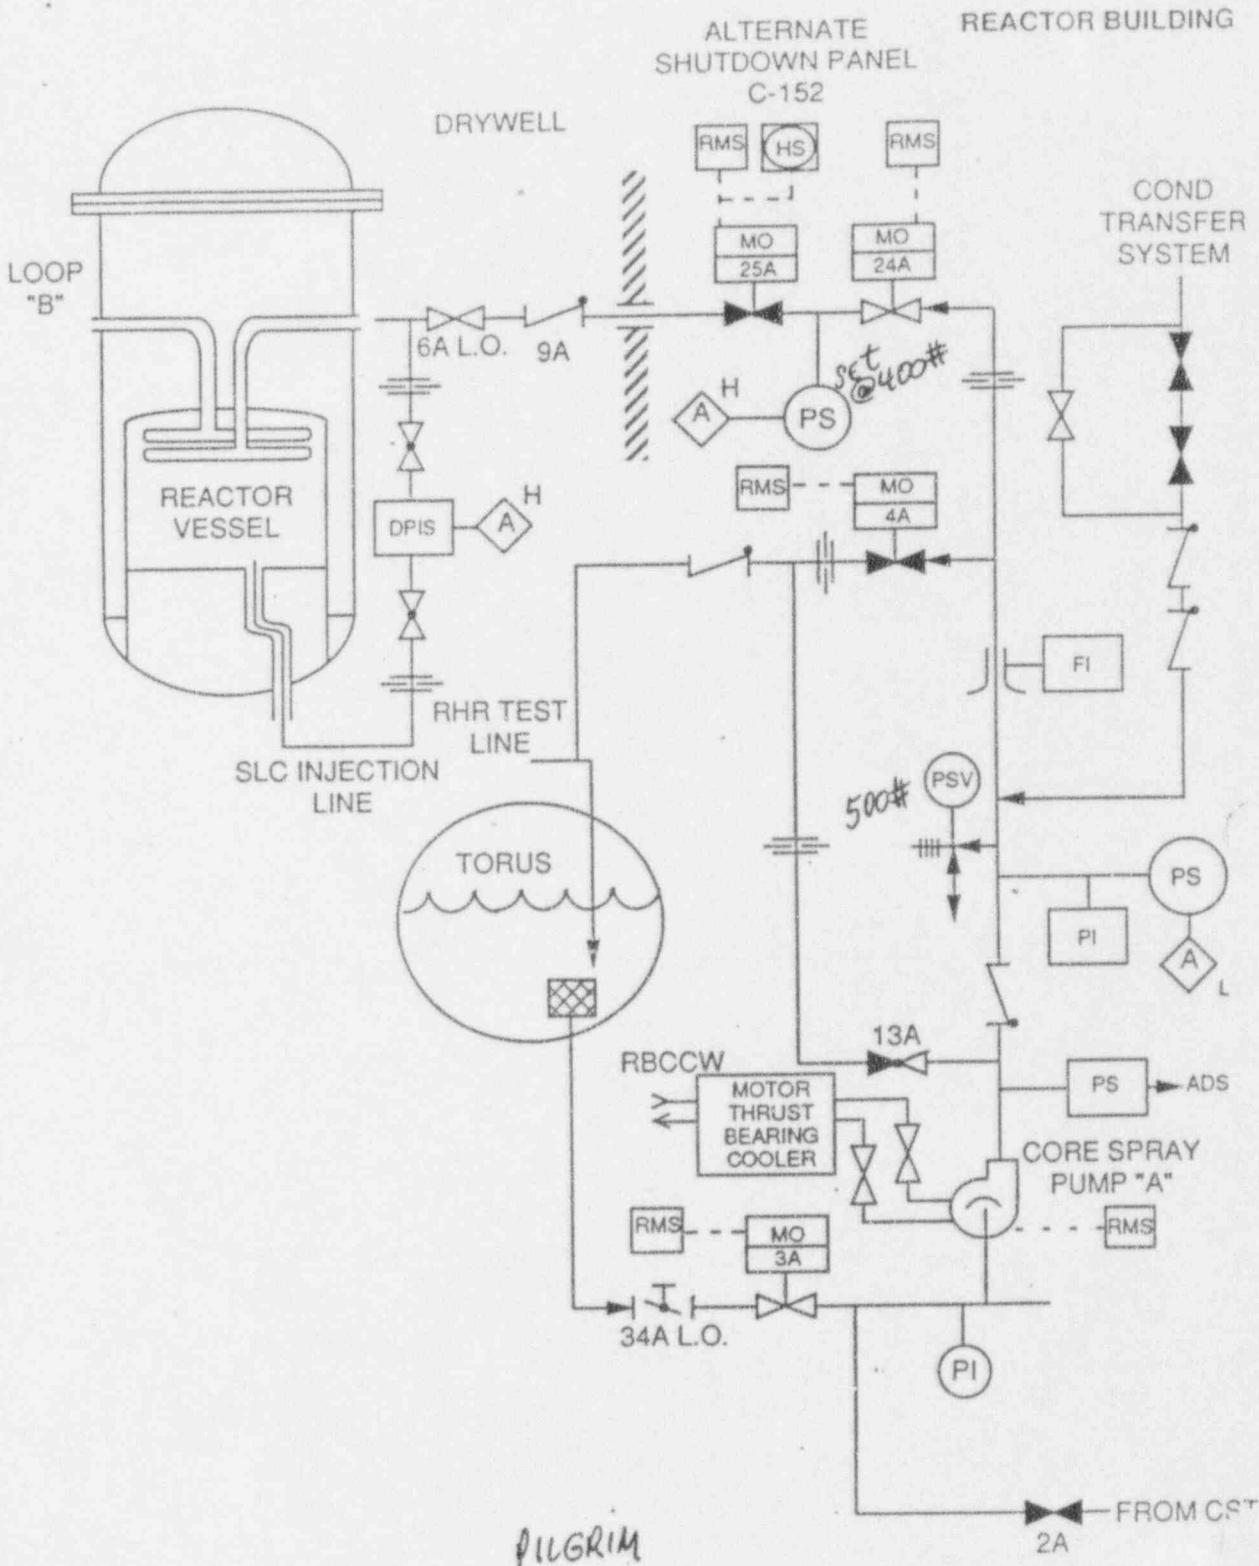 REACTOR BUILDING
ALTERNATE
SHUTDOWN PANEL
C-152
DRYWELL
RMS
HS
RMS
COND
TRANSFER
SYSTEM
MO
25A
MO
24A
LOOP
"B"
6A L.O.
9A
set
@400#
H
A
PS
RMS
MO
4A
REACTOR
VESSEL
H
DPIS
A
FI
RHR TEST
LINE
SLC INJECTION
LINE
PSV
500#
TORUS
PS
PI
A
L
13A
RBCCW
MOTOR
THRUST
BEARING
COOLER
PS
ADS
CORE SPRAY
PUMP "A"
RMS
RMS
MO
3A
34A L.O.
PI
FROM CST
2A
PILGRIM